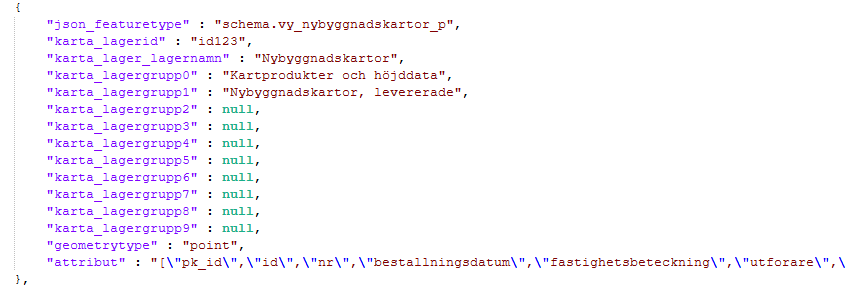 {
"json_featuretype" : "schema.vy_nybyggnadskartor_p",
"karta_lagerid" : "id123",
"karta_lager_lagernamn" : "Nybyggnadskartor",
"karta_lagergrupp0" : "Kartprodukter och höjddata",
"karta_lagergrupp1" : "Nybyggnadskartor, levererade",
"karta_lagergrupp2" : null,
"karta_lagergrupp3" : null,
"karta_lagergrupp4" : null,
"karta_lagergrupp5" : null,
"karta_lagergrupp6" : null,
"karta_lagergrupp7" : null,
"karta_lagergrupp8" : null,
"karta_lagergrupp9" : null,
"geometrytype" : "point",
"attribut" : "[\"pk_id\",\"id\",\"nr\",\"bestallningsdatum\",\"fastighetsbeteckning\",\"utforare\",\
},